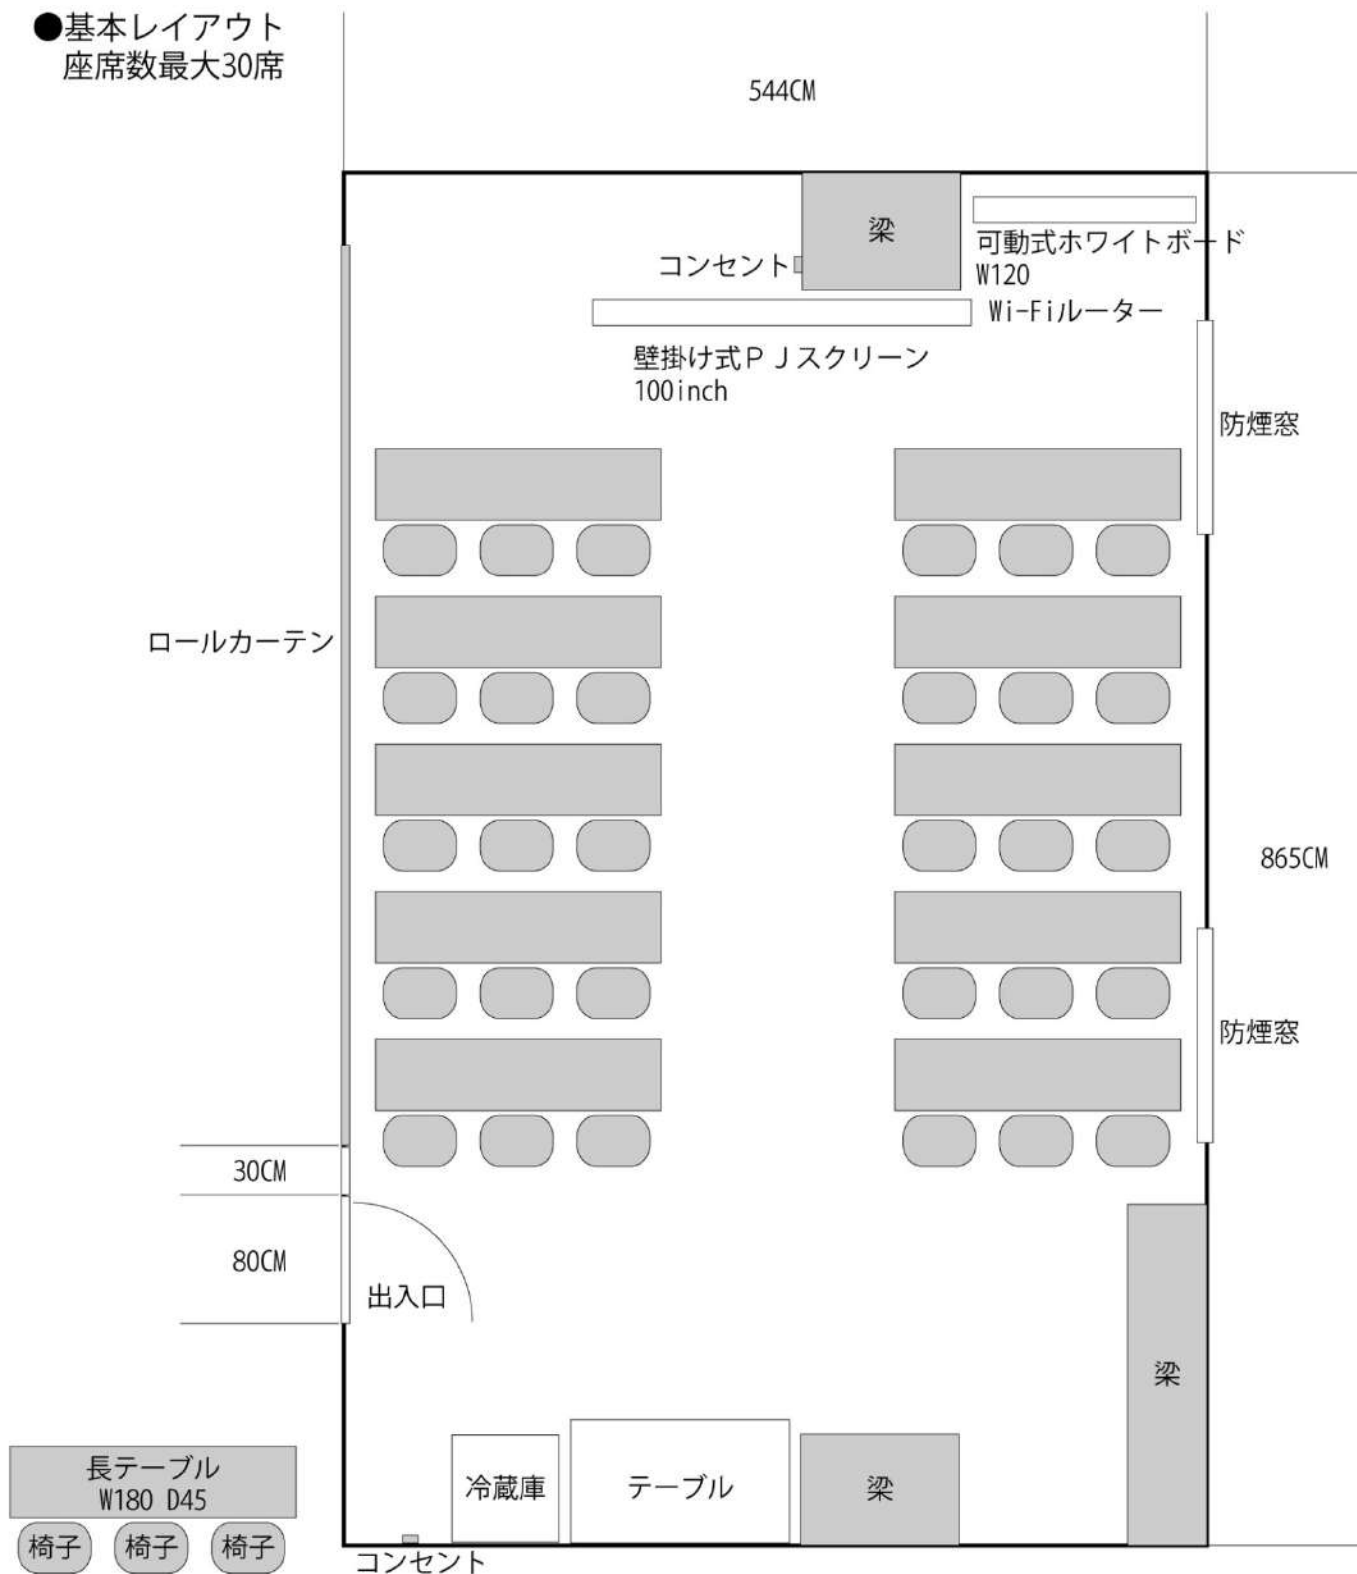 ●基本レイアウト
座席数最大30席
544CM
梁
可動式ホワイトボード
W120
コンセント
Wi-Fiルーター
壁掛け式ＰＪスクリーン
100inch
防煙窓
ロールカーテン
865CM
防煙窓
30CM
80CM
出入口
梁
長テーブル
W180 D45
冷蔵庫
テーブル
梁
椅子
椅子
椅子
コンセント